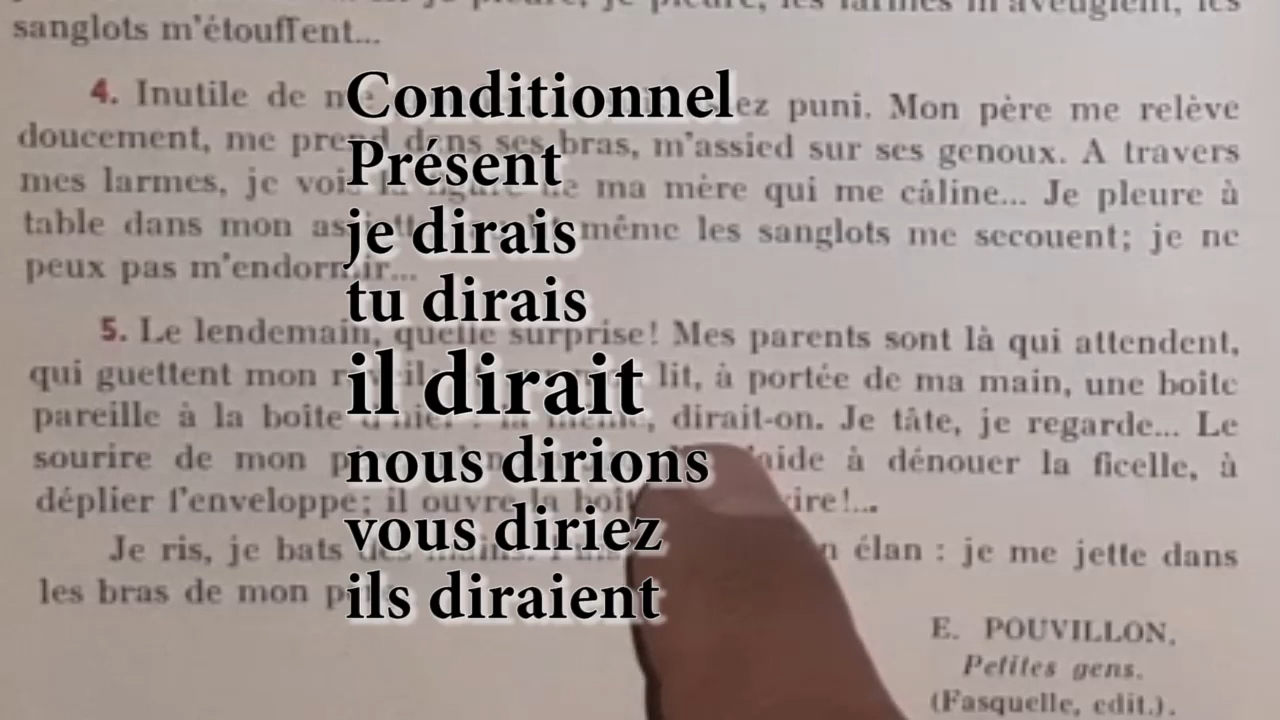 sanglots m'étouffent...
4. Inutile de ez puni. Mon père me relève
doucement, me prend dans ses bras, m'assied sur ses genoux. A travers
mes larmes, je vois ma mère qui me câline... Je pleure à
table dans mon même les sanglots me secouent; je ne
peux pas m'endormir...
5. Le lendemain, quelle surprise! Mes parents sont là qui attendent,
qui guettent mon lit, à portée de ma main, une boîte
pareille à la boîte dirait-on. Je tâte, je regarde... Le
sourire de mon à dénouer la ficelle, à
déplier l'enveloppe; il ouvre la
Je ris, je bats élan : je me jette dans
les bras de mon
E. POUVILLON.
Petites gens.
(Fasquelle, edit.).
Conditionnel
Présent
je dirais
tu dirais
il dirait
nous dirions
vous diriez
ils diraient